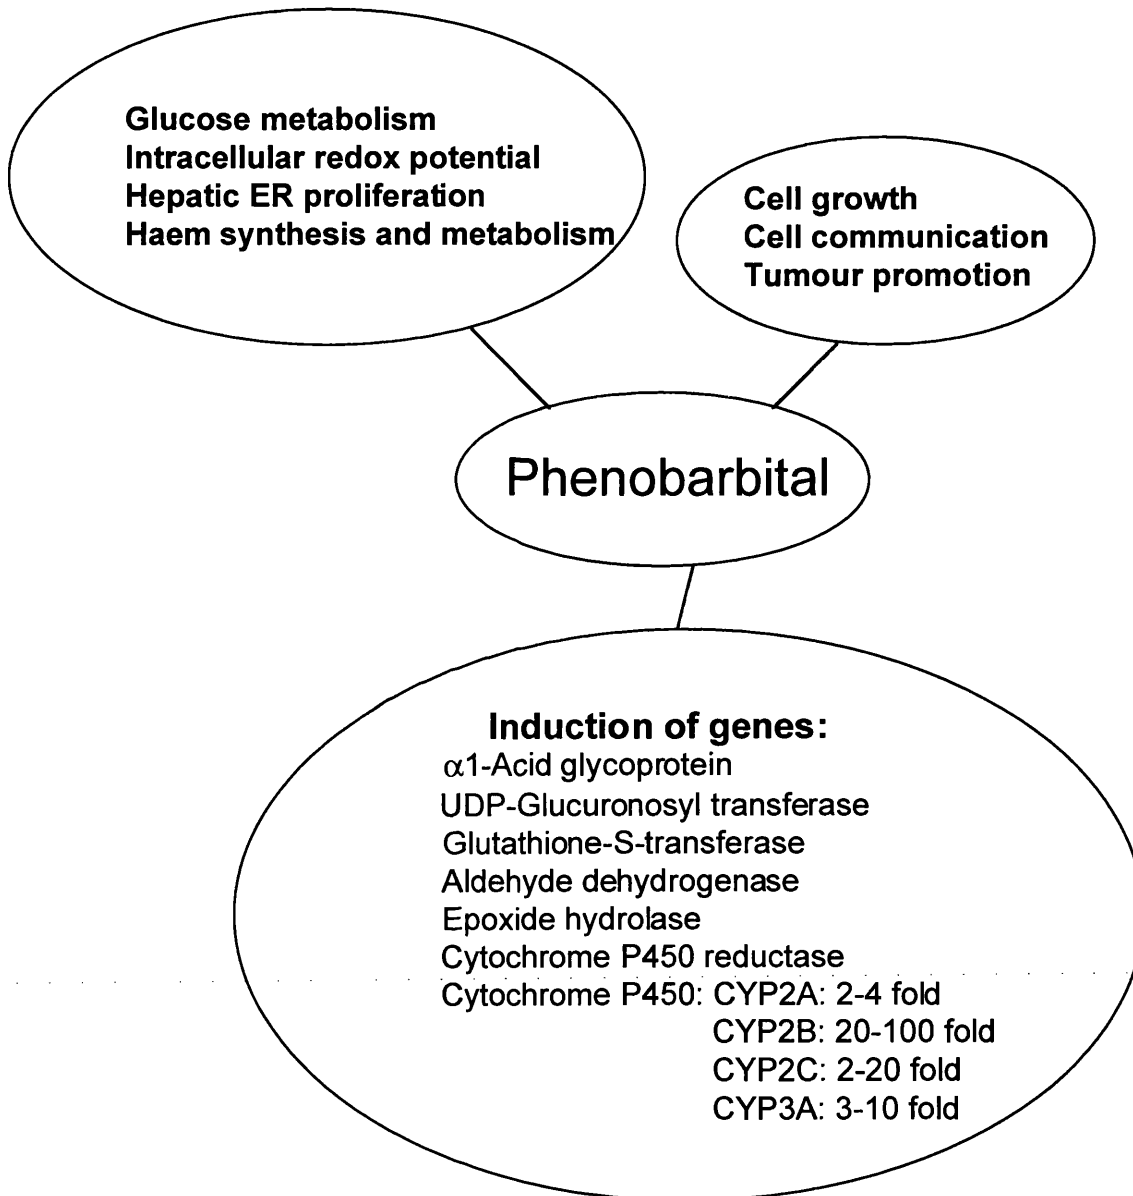 Glucose metabolism
Intracellular redox potential
Hepatic ER proliferation
Haem synthesis and metabolism
Cell growth
Cell communication
Tumour promotion
Phenobarbital
Induction of genes:
α1-Acid glycoprotein
UDP-Glucuronosyl transferase
Glutathione-S-transferase
Aldehyde dehydrogenase
Epoxide hydrolase
Cytochrome P450 reductase
Cytochrome P450: CYP2A: 2-4 fold
CYP2B: 20-100 fold
CYP2C: 2-20 fold
CYP3A: 3-10 fold